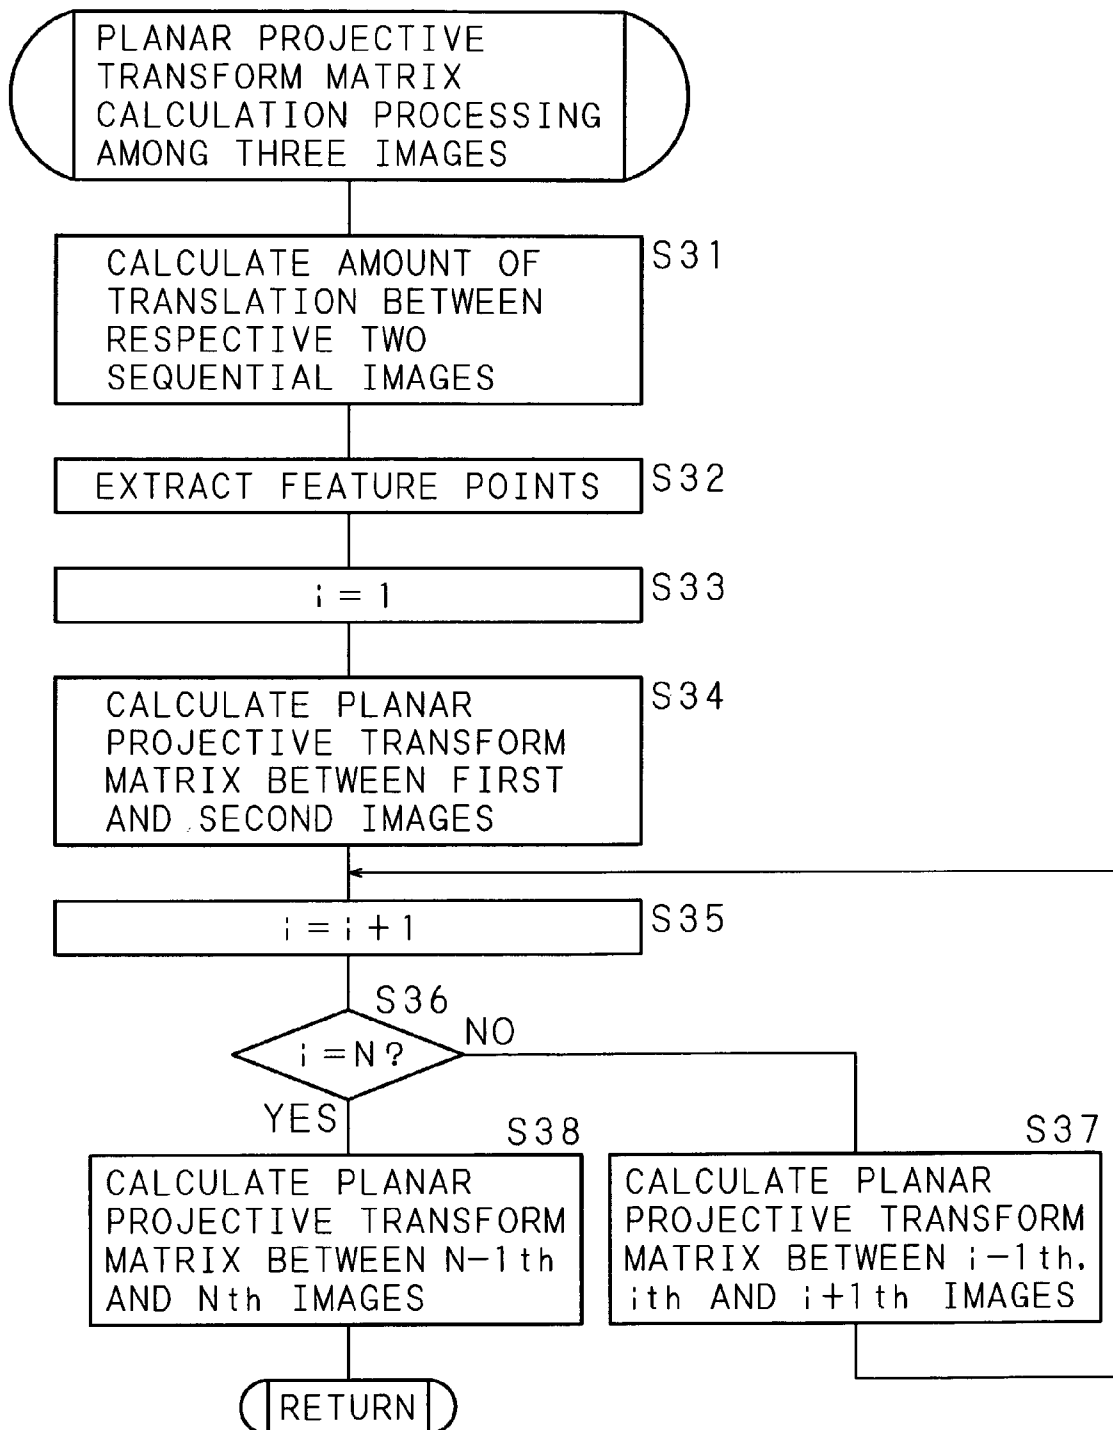 PLANAR PROJECTIVE
TRANSFORM MATRIX
CALCULATION PROCESSING
AMONG THREE IMAGES
S31
CALCULATE AMOUNT OF
TRANSLATION BETWEEN
RESPECTIVE TWO
SEQUENTIAL IMAGES
EXTRACT FEATURE POINTS
S32
i=1
S33
S34
CALCULATE PLANAR
PROJECTIVE TRANSFORM
MATRIX BETWEEN FIRST
AND SECOND IMAGES
i=i+1
S35
S36
i=N?
NO
YES
S38
CALCULATE PLANAR
PROJECTIVE TRANSFORM
MATRIX BETWEEN N-1th
AND Nth IMAGES
S37
CALCULATE PLANAR
PROJECTIVE TRANSFORM
MATRIX BETWEEN i-1th,
ith AND i+1th IMAGES
RETURN